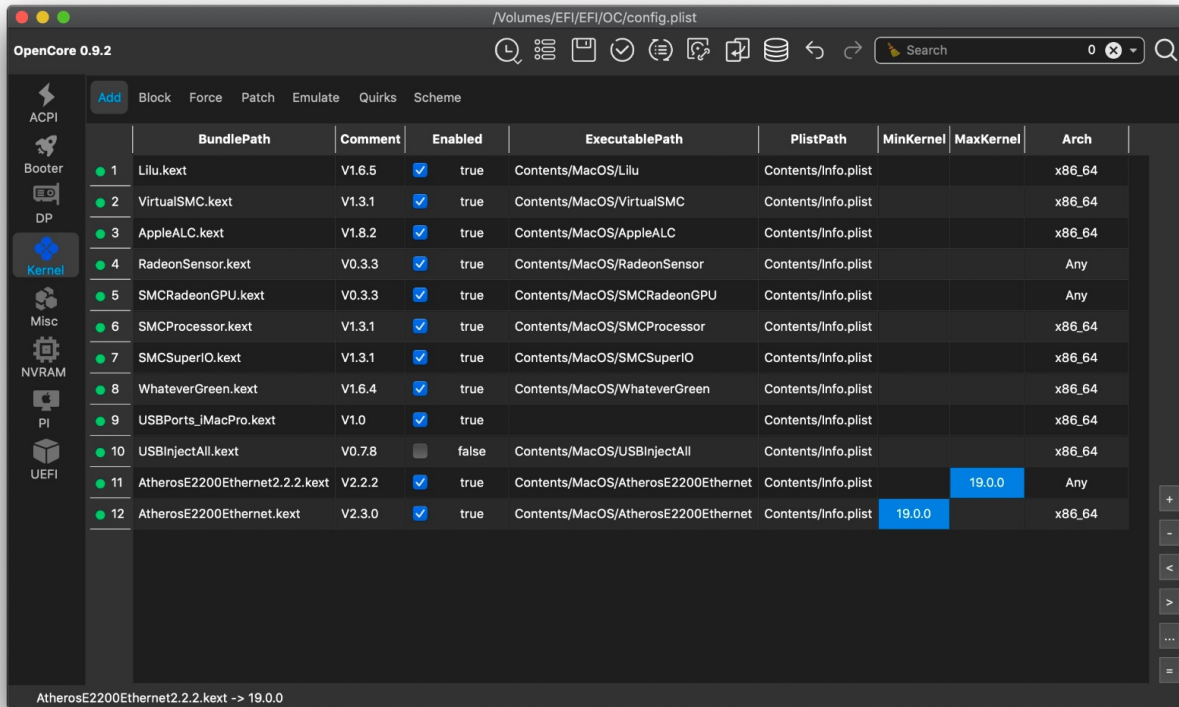 /Volumes/EFI/EFI/OC/config.plist
OpenCore 0.9.2
Search 0
ACPI
Booter
DP
Kernel
Misc
NVRAM
PI
UEFI
Add Block Force Patch Emulate Quirks Scheme
BundlePath Comment Enabled ExecutablePath PlistPath MinKernel MaxKernel Arch
1 Lilu.kext V1.6.5 true Contents/MacOS/Lilu Contents/Info.plist x86_64
2 VirtualSMC.kext V1.3.1 true Contents/MacOS/VirtualSMC Contents/Info.plist x86_64
3 AppleALC.kext V1.8.2 true Contents/MacOS/AppleALC Contents/Info.plist x86_64
4 RadeonSensor.kext V0.3.3 true Contents/MacOS/RadeonSensor Contents/Info.plist Any
5 SMCRadeonGPU.kext V0.3.3 true Contents/MacOS/SMCRadeonGPU Contents/Info.plist Any
6 SMCProcessor.kext V1.3.1 true Contents/MacOS/SMCProcessor Contents/Info.plist x86_64
7 SMCSuperIO.kext V1.3.1 true Contents/MacOS/SMCSuperIO Contents/Info.plist x86_64
8 WhateverGreen.kext V1.6.4 true Contents/MacOS/WhateverGreen Contents/Info.plist x86_64
9 USBPorts_iMacPro.kext V1.0 true Contents/Info.plist x86_64
10 USBInjectAll.kext V0.7.8 false Contents/MacOS/USBInjectAll Contents/Info.plist x86_64
11 AtherosE2200Ethernet2.2.2.kext V2.2.2 true Contents/MacOS/AtherosE2200Ethernet Contents/Info.plist 19.0.0 Any
12 AtherosE2200Ethernet.kext V2.3.0 true Contents/MacOS/AtherosE2200Ethernet Contents/Info.plist 19.0.0 x86_64
+
-
<
>
...
=
AtherosE2200Ethernet2.2.2.kext -> 19.0.0